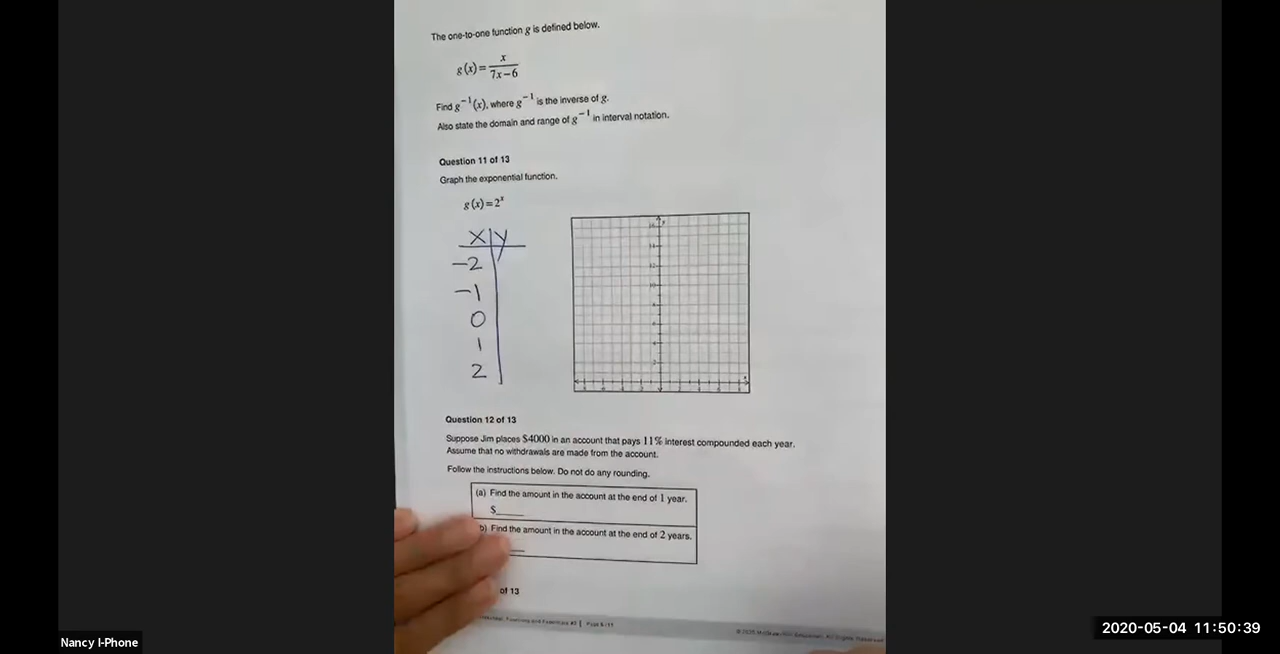 The one-to-one function g is defined below.
g(x)= x/(7x−6)
Find g⁻¹(x), where g⁻¹ is the inverse of g.
Also state the domain and range of g⁻¹ in interval notation.
Question 11 of 13
Graph the exponential function.
g(x)=2ˣ
X|y
-2
-1
0
1
2
Question 12 of 13
Suppose Jim places $4000 in an account that pays 11% interest compounded each year.
Assume that no withdrawals are made from the account.
Follow the instructions below. Do not do any rounding.
(a) Find the amount in the account at the end of 1 year.
$____
b) Find the amount in the account at the end of 2 years.
of 13
Nancy I-Phone
2020-05-04 11:50:39